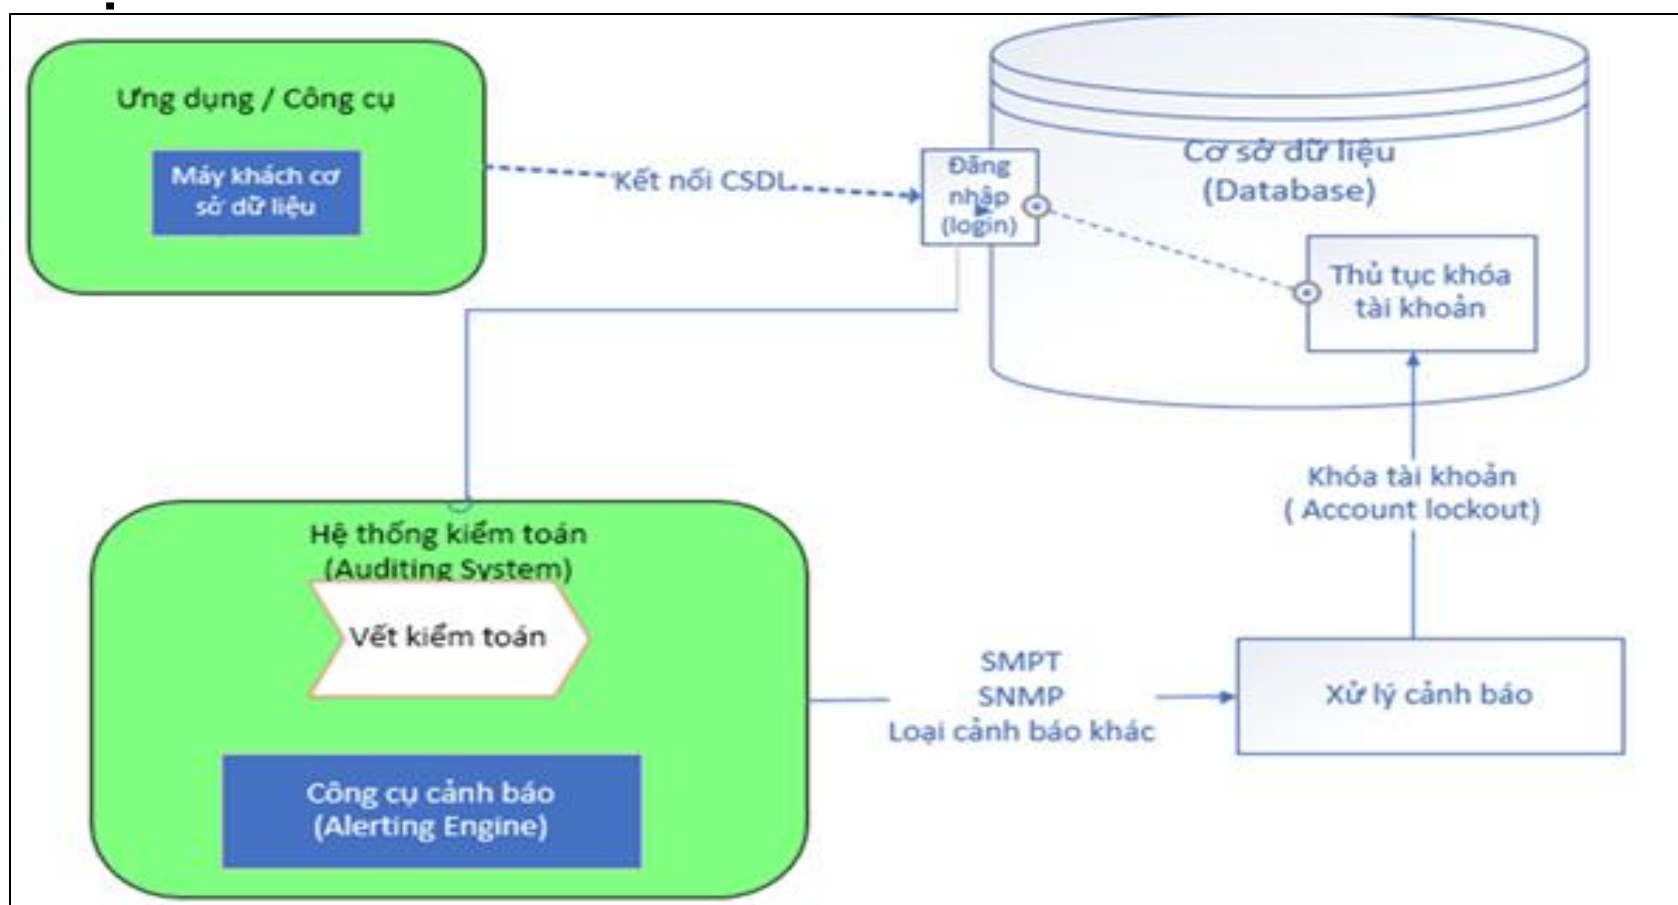 Ưng dụng / Công cụ
Máy khách cơ
sở dữ liệu
Kết nối CSDL
Đăng
nhập
(login)
Cơ sở dữ liệu
(Database)
Thủ tục khóa
tài khoản
Khóa tài khoản
( Account lockout)
Hệ thống kiểm toán
(Auditing System)
Vết kiểm toán
Công cụ cảnh báo
(Alerting Engine)
SMPT
SNMP
Loại cảnh báo khác
Xử lý cảnh báo